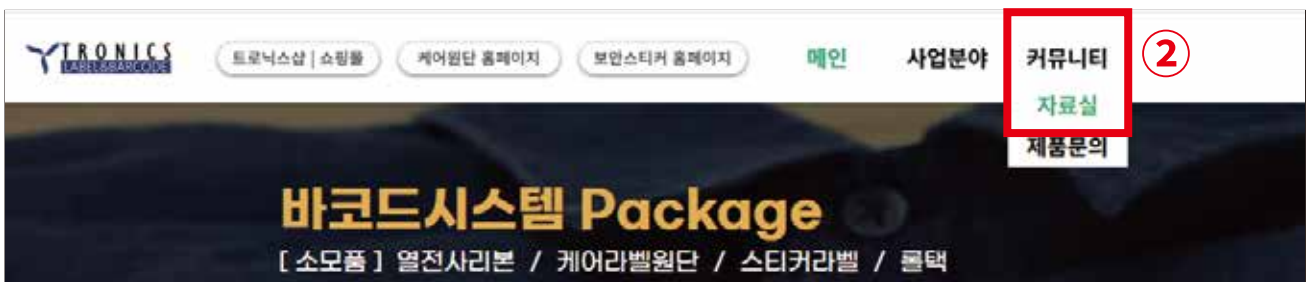 TRONICS
LABEL&BARCODE
트로닉스샵 | 쇼핑몰
케어원단 홈페이지
보안스티커 홈페이지
메인
사업분야
커뮤니티
②
자료실
제품문의
바코드시스템 Package
[ 소모품 ] 열전사리본 / 케어라벨원단 / 스티커라벨 / 롤택